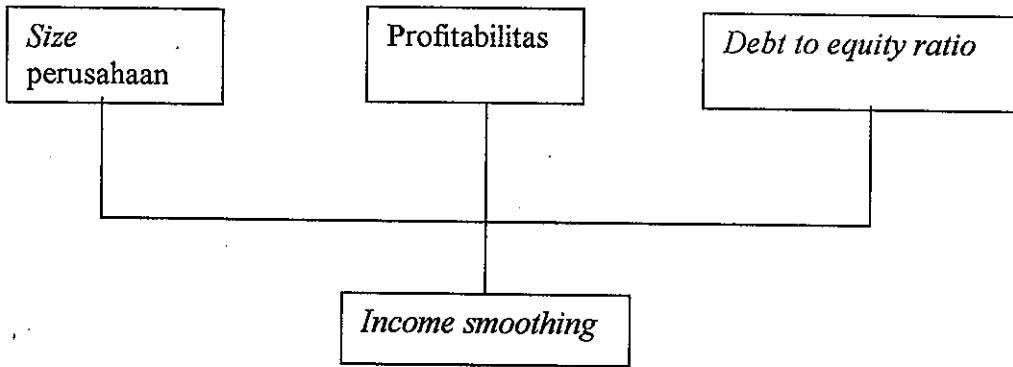 Size
perusahaan
Profitabilitas
Debt to equity ratio
Income smoothing